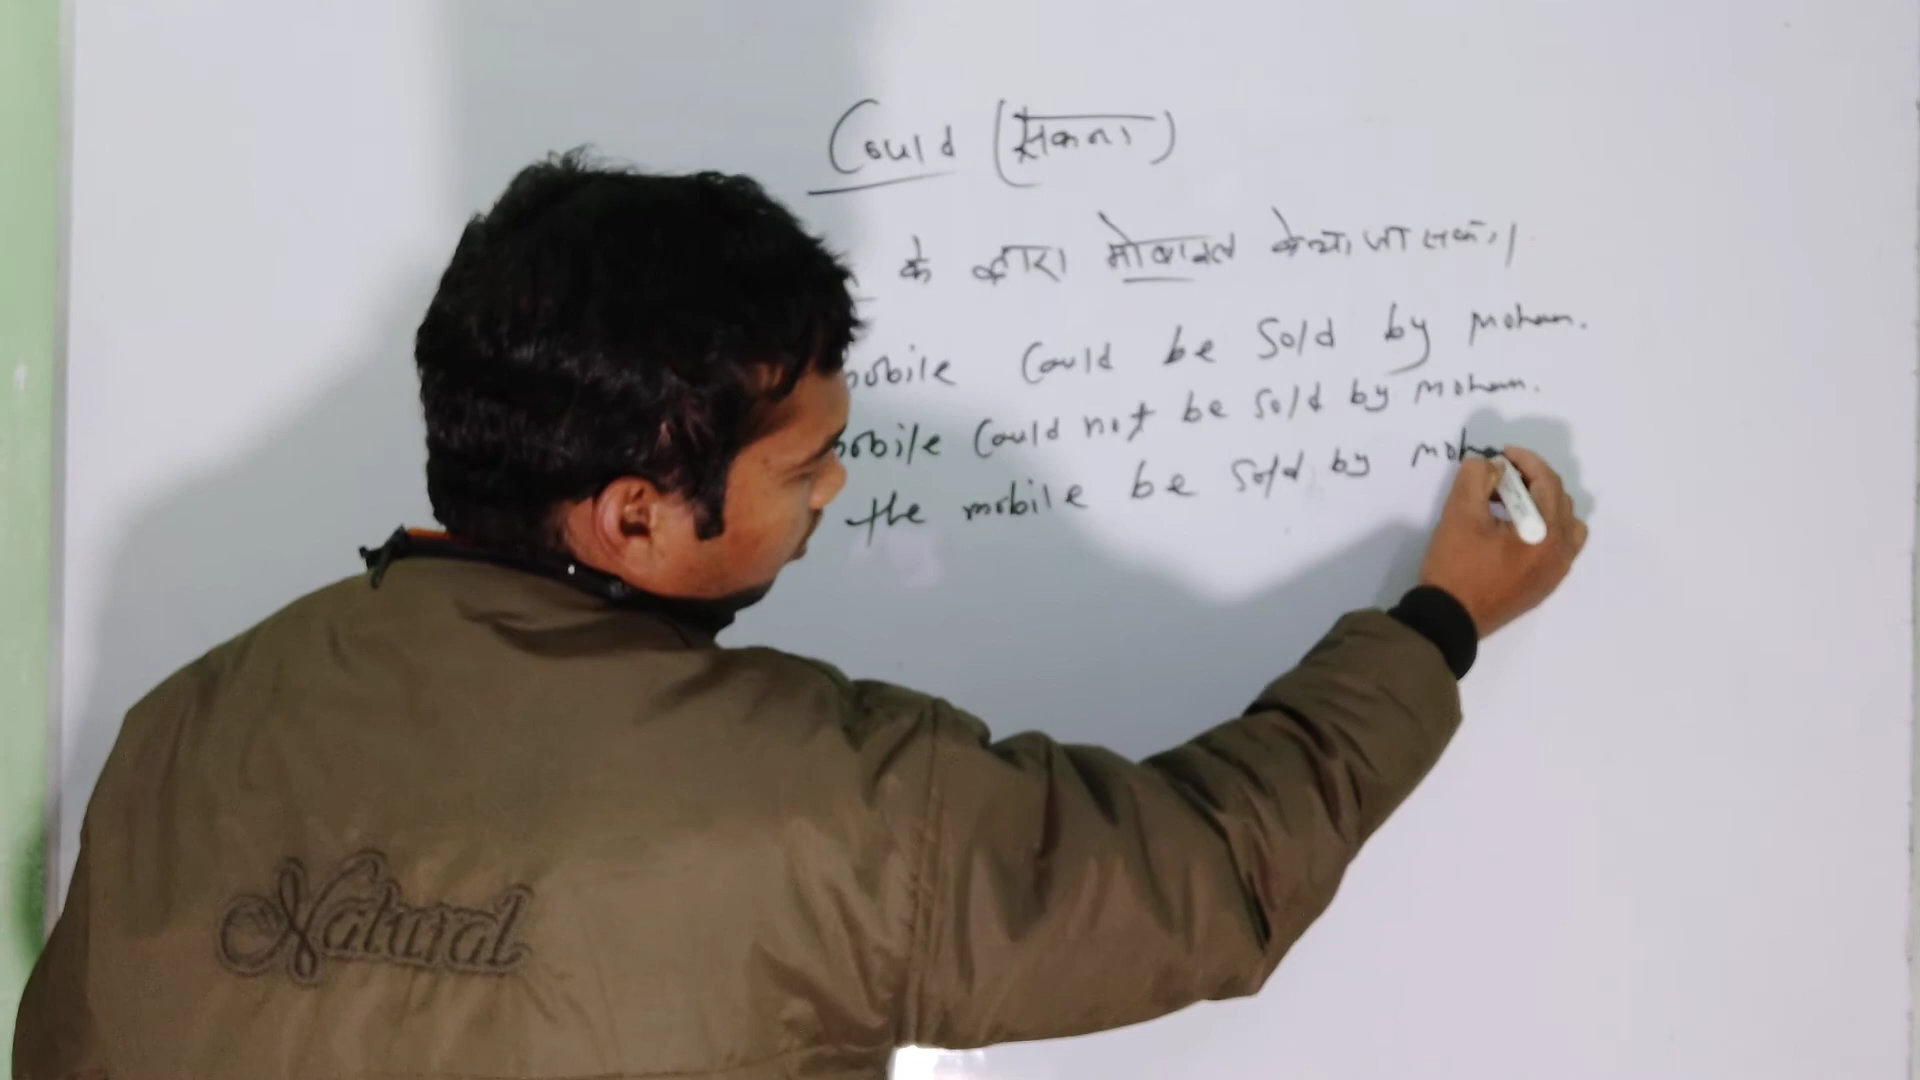 Could (सकना)
के द्वारा मोबाइल बेचा जा सका।
mobile Could be Sold by Mohan.
mobile Could not be Sold by Mohan.
the mobile be Sold by moha
Natural